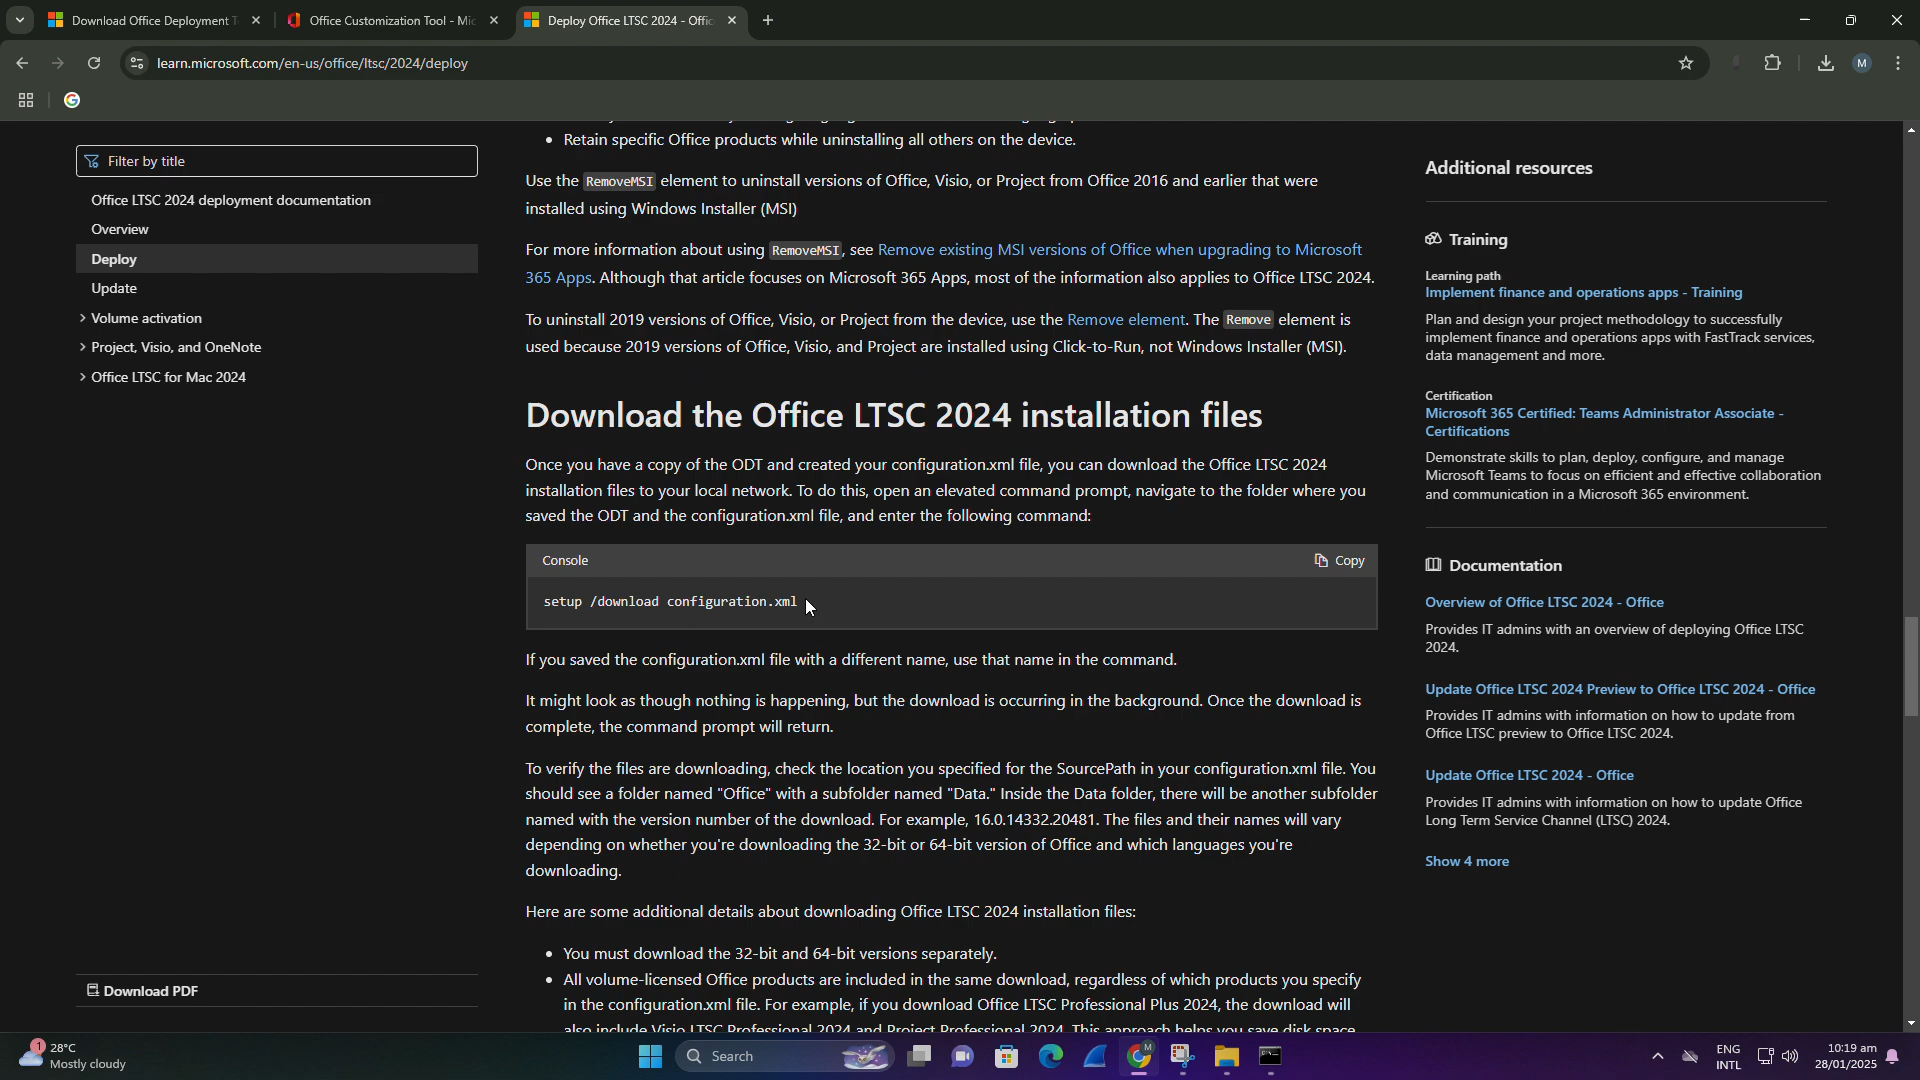 Download Office Deployment T
Office Customization Tool - Mic
Deploy Office LTSC 2024 - Offic
learn.microsoft.com/en-us/office/ltsc/2024/deploy
M
Filter by title
Office LTSC 2024 deployment documentation
Overview
Deploy
Update
Volume activation
Project, Visio, and OneNote
Office LTSC for Mac 2024
Download PDF
• Retain specific Office products while uninstalling all others on the device.
Use the RemoveMSI element to uninstall versions of Office, Visio, or Project from Office 2016 and earlier that were
installed using Windows Installer (MSI)
For more information about using RemoveMSI, see Remove existing MSI versions of Office when upgrading to Microsoft
365 Apps. Although that article focuses on Microsoft 365 Apps, most of the information also applies to Office LTSC 2024.
To uninstall 2019 versions of Office, Visio, or Project from the device, use the Remove element. The Remove element is
used because 2019 versions of Office, Visio, and Project are installed using Click-to-Run, not Windows Installer (MSI).
Download the Office LTSC 2024 installation files
Once you have a copy of the ODT and created your configuration.xml file, you can download the Office LTSC 2024
installation files to your local network. To do this, open an elevated command prompt, navigate to the folder where you
saved the ODT and the configuration.xml file, and enter the following command:
Console
Copy
setup /download configuration.xml
If you saved the configuration.xml file with a different name, use that name in the command.
It might look as though nothing is happening, but the download is occurring in the background. Once the download is
complete, the command prompt will return.
To verify the files are downloading, check the location you specified for the SourcePath in your configuration.xml file. You
should see a folder named "Office" with a subfolder named "Data." Inside the Data folder, there will be another subfolder
named with the version number of the download. For example, 16.0.14332.20481. The files and their names will vary
depending on whether you're downloading the 32-bit or 64-bit version of Office and which languages you're
downloading.
Here are some additional details about downloading Office LTSC 2024 installation files:
• You must download the 32-bit and 64-bit versions separately.
• All volume-licensed Office products are included in the same download, regardless of which products you specify
in the configuration.xml file. For example, if you download Office LTSC Professional Plus 2024, the download will
also include Visio LTSC Professional 2024 and Project Professional 2024. This approach helps you save disk space
Additional resources
Training
Learning path
Implement finance and operations apps - Training
Plan and design your project methodology to successfully
implement finance and operations apps with FastTrack services,
data management and more.
Certification
Microsoft 365 Certified: Teams Administrator Associate -
Certifications
Demonstrate skills to plan, deploy, configure, and manage
Microsoft Teams to focus on efficient and effective collaboration
and communication in a Microsoft 365 environment.
Documentation
Overview of Office LTSC 2024 - Office
Provides IT admins with an overview of deploying Office LTSC
2024.
Update Office LTSC 2024 Preview to Office LTSC 2024 - Office
Provides IT admins with information on how to update from
Office LTSC preview to Office LTSC 2024.
Update Office LTSC 2024 - Office
Provides IT admins with information on how to update Office
Long Term Service Channel (LTSC) 2024.
Show 4 more
1
28°C
Mostly cloudy
Search
M
ENG
INTL
10:19 am
28/01/2025